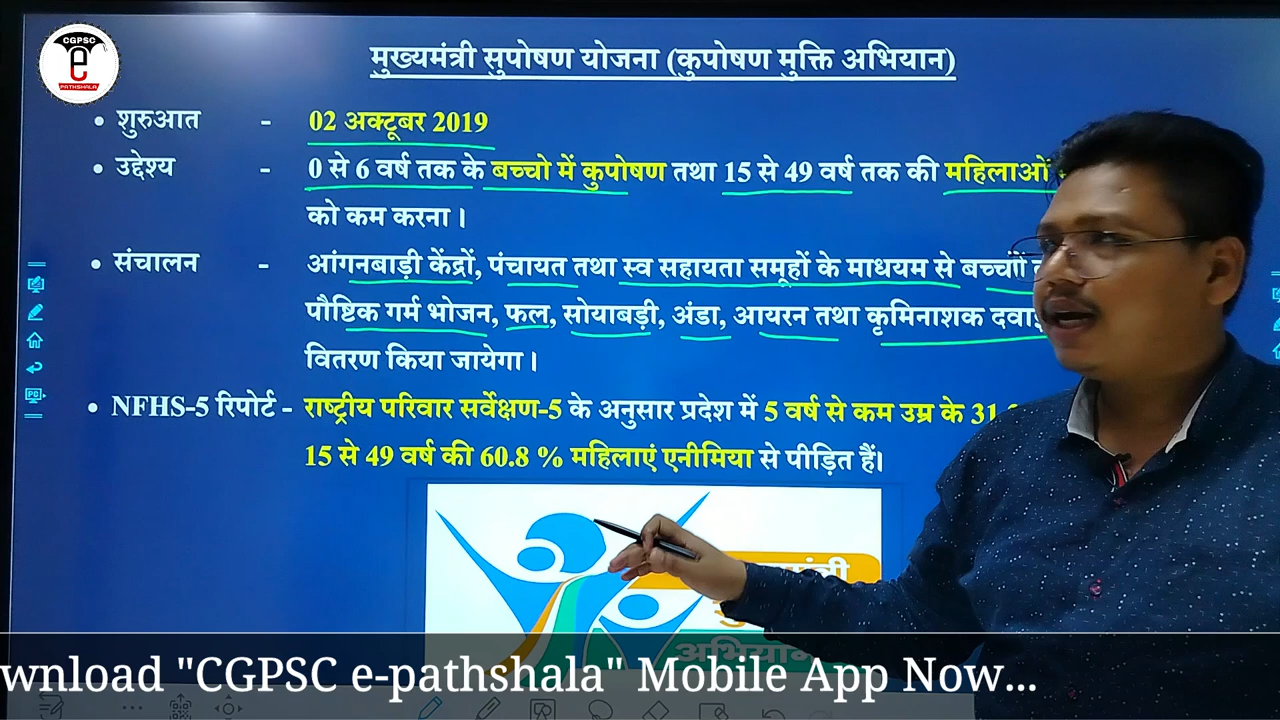 CGPSC
e
PATHSHALA
मुख्यमंत्री सुपोषण योजना (कुपोषण मुक्ति अभियान)
• शुरुआत - 02 अक्टूबर 2019
• उद्देश्य - 0 से 6 वर्ष तक के बच्चो में कुपोषण तथा 15 से 49 वर्ष तक की महिलाओं
को कम करना ।
• संचालन - आंगनबाड़ी केंद्रों, पंचायत तथा स्व सहायता समूहों के माध्यम से बच्चों
पौष्टिक गर्म भोजन, फल, सोयाबड़ी, अंडा, आयरन तथा कृमिनाशक
वितरण किया जायेगा ।
• NFHS-5 रिपोर्ट - राष्ट्रीय परिवार सर्वेक्षण-5 के अनुसार प्रदेश में 5 वर्ष से कम उम्र के
15 से 49 वर्ष की 60.8 % महिलाएं एनीमिया से पीड़ित हैं।
अभियान
wnload "CGPSC e-pathshala" Mobile App Now...